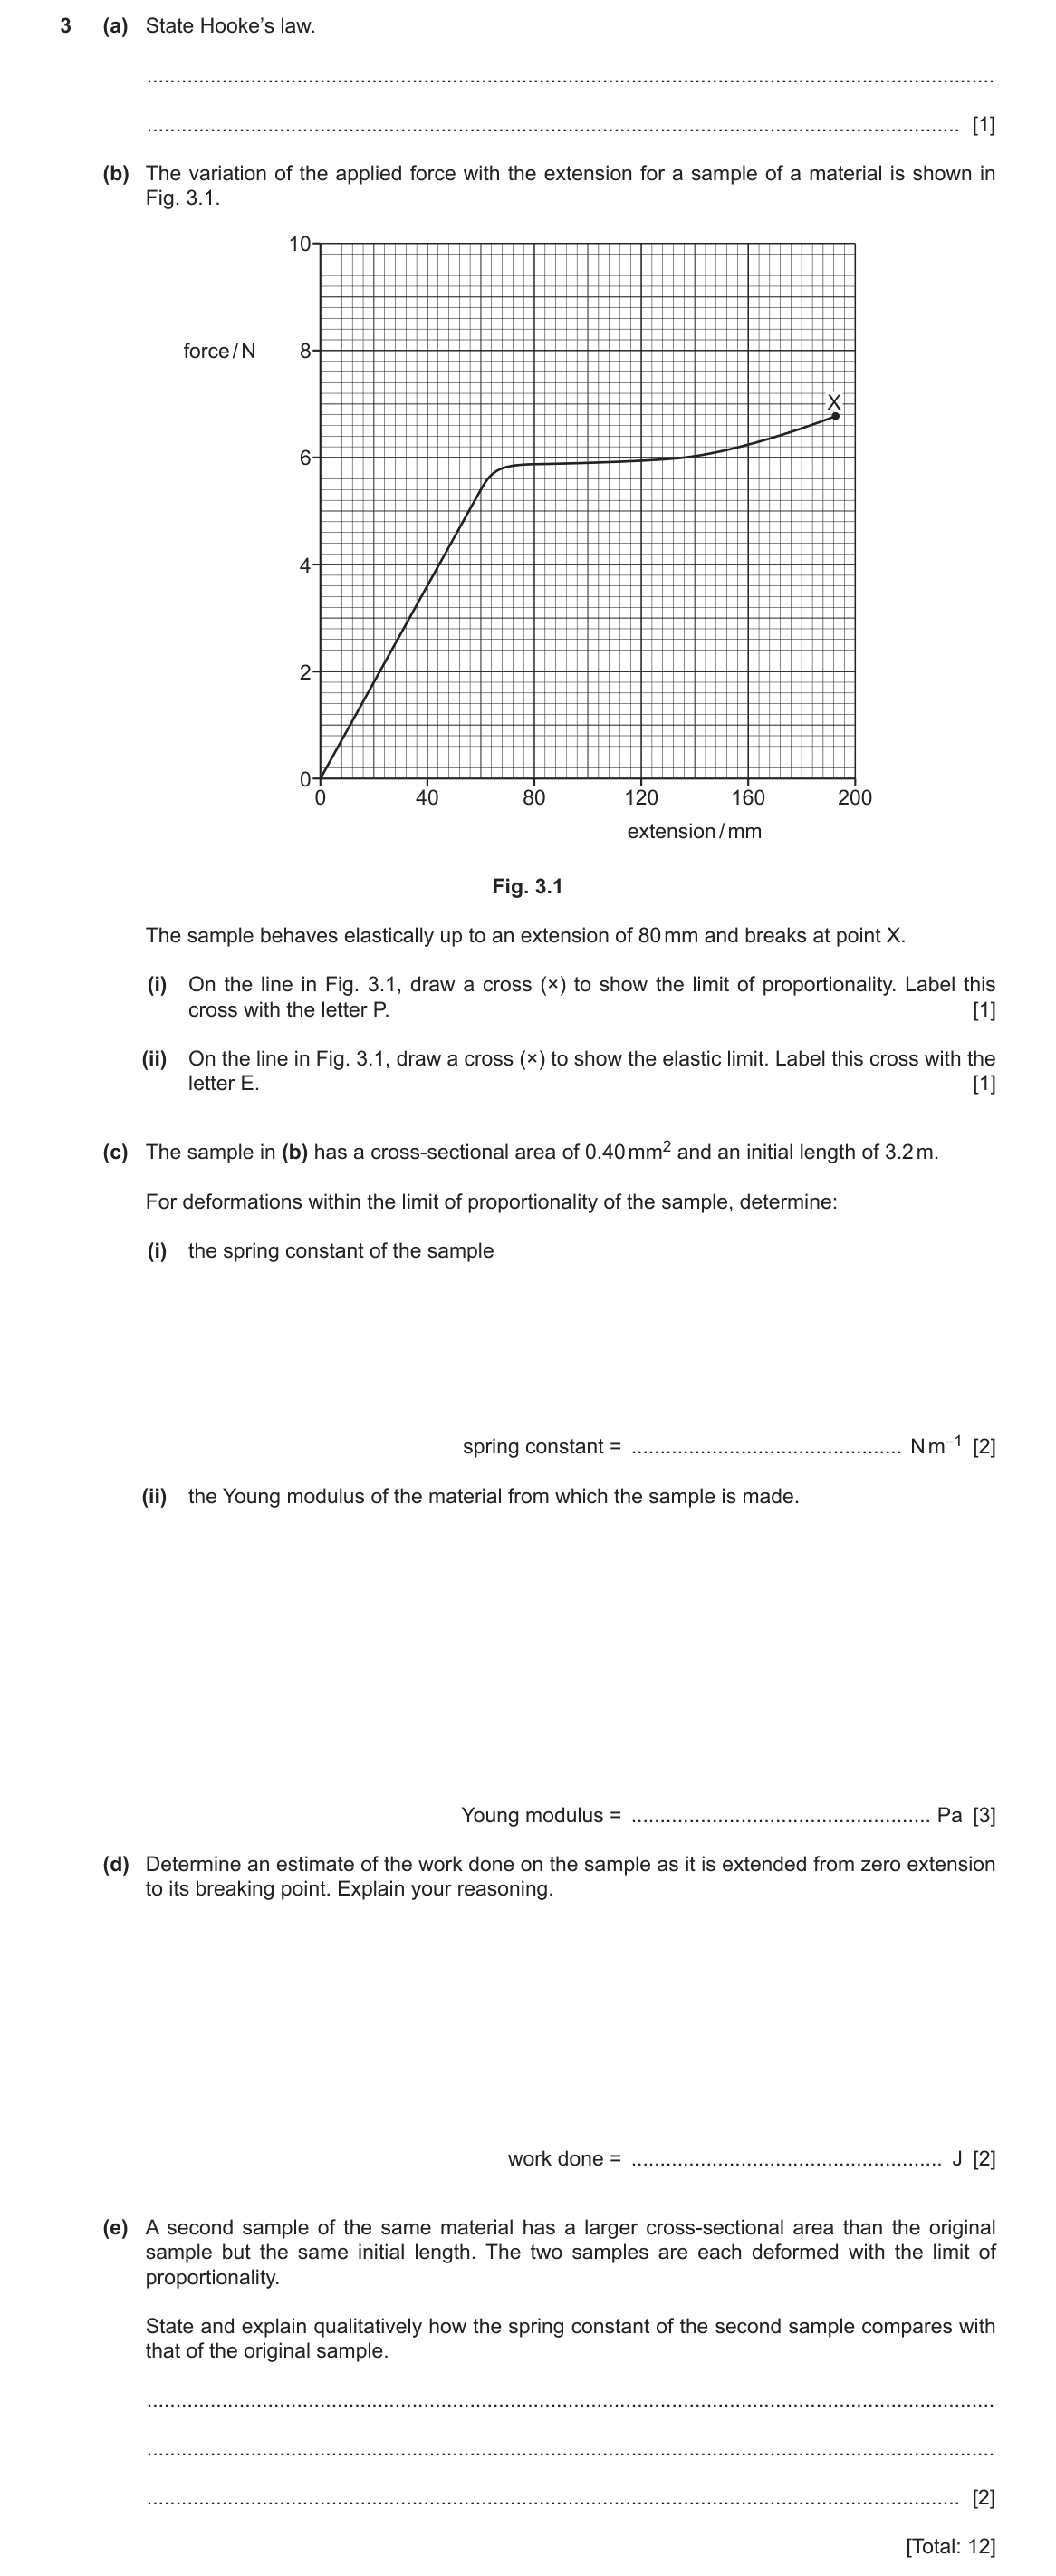 3 (a) State Hooke's law.
.................................................................................................................................................
........................................................................................................................................... [1]
(b) The variation of the applied force with the extension for a sample of a material is shown in
Fig. 3.1.
10
force / N 8
X
6
4
2
0
0 40 80 120 160 200
extension / mm
Fig. 3.1
The sample behaves elastically up to an extension of 80 mm and breaks at point X.
(i) On the line in Fig. 3.1, draw a cross (×) to show the limit of proportionality. Label this
cross with the letter P. [1]
(ii) On the line in Fig. 3.1, draw a cross (×) to show the elastic limit. Label this cross with the
letter E. [1]
(c) The sample in (b) has a cross-sectional area of 0.40 mm² and an initial length of 3.2 m.
For deformations within the limit of proportionality of the sample, determine:
(i) the spring constant of the sample
spring constant = ............................................... N m⁻¹ [2]
(ii) the Young modulus of the material from which the sample is made.
Young modulus = .................................................... Pa [3]
(d) Determine an estimate of the work done on the sample as it is extended from zero extension
to its breaking point. Explain your reasoning.
work done = ...................................................... J [2]
(e) A second sample of the same material has a larger cross-sectional area than the original
sample but the same initial length. The two samples are each deformed with the limit of
proportionality.
State and explain qualitatively how the spring constant of the second sample compares with
that of the original sample.
.................................................................................................................................................
.................................................................................................................................................
........................................................................................................................................... [2]
[Total: 12]